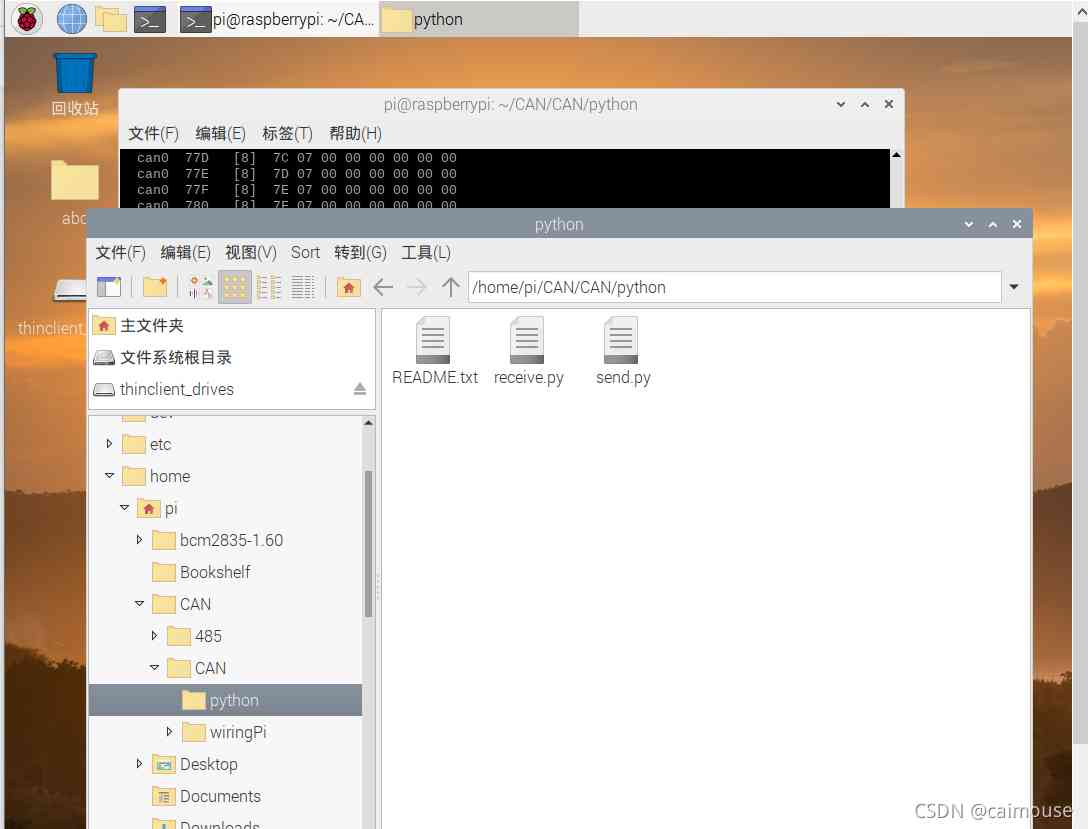 pi@raspberrypi: ~/CA... python
回收站
pi@raspberrypi: ~/CAN/CAN/python
文件(F) 编辑(E) 标签(T) 帮助(H)
can0 77D [8] 7C 07 00 00 00 00 00 00
can0 77E [8] 7D 07 00 00 00 00 00 00
can0 77F [8] 7E 07 00 00 00 00 00 00
can0 780 [8] 7F 07 00 00 00 00 00 00
abc
python
文件(F) 编辑(E) 视图(V) Sort 转到(G) 工具(L)
/home/pi/CAN/CAN/python
thinclient_
主文件夹
文件系统根目录
thinclient_drives
README.txt receive.py send.py
dev
etc
home
pi
bcm2835-1.60
Bookshelf
CAN
485
CAN
python
wiringPi
Desktop
Documents
Downloads
CSDN @caimouse